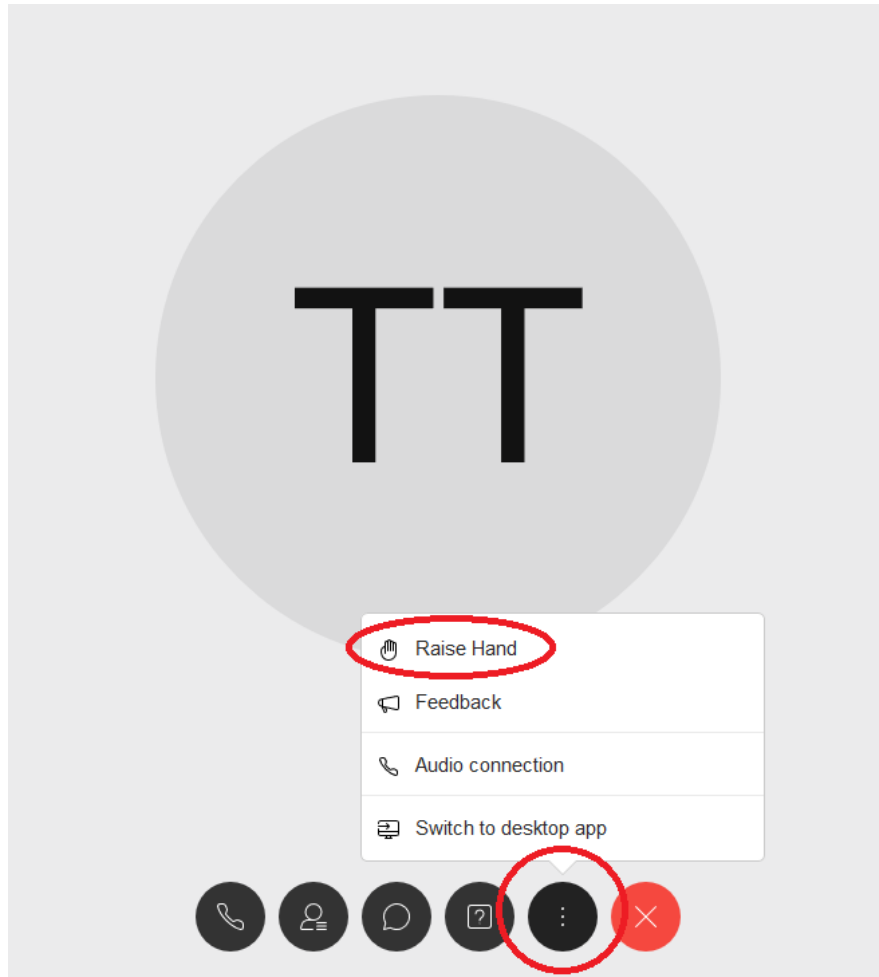 TT
Raise Hand
Feedback
Audio connection
Switch to desktop app
?